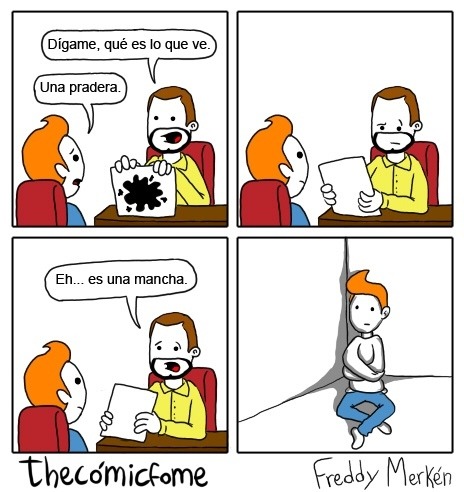 Dígame, qué es lo que ve.
Una pradera.
Eh... es una mancha.
thecómicfome
Freddy Merkén